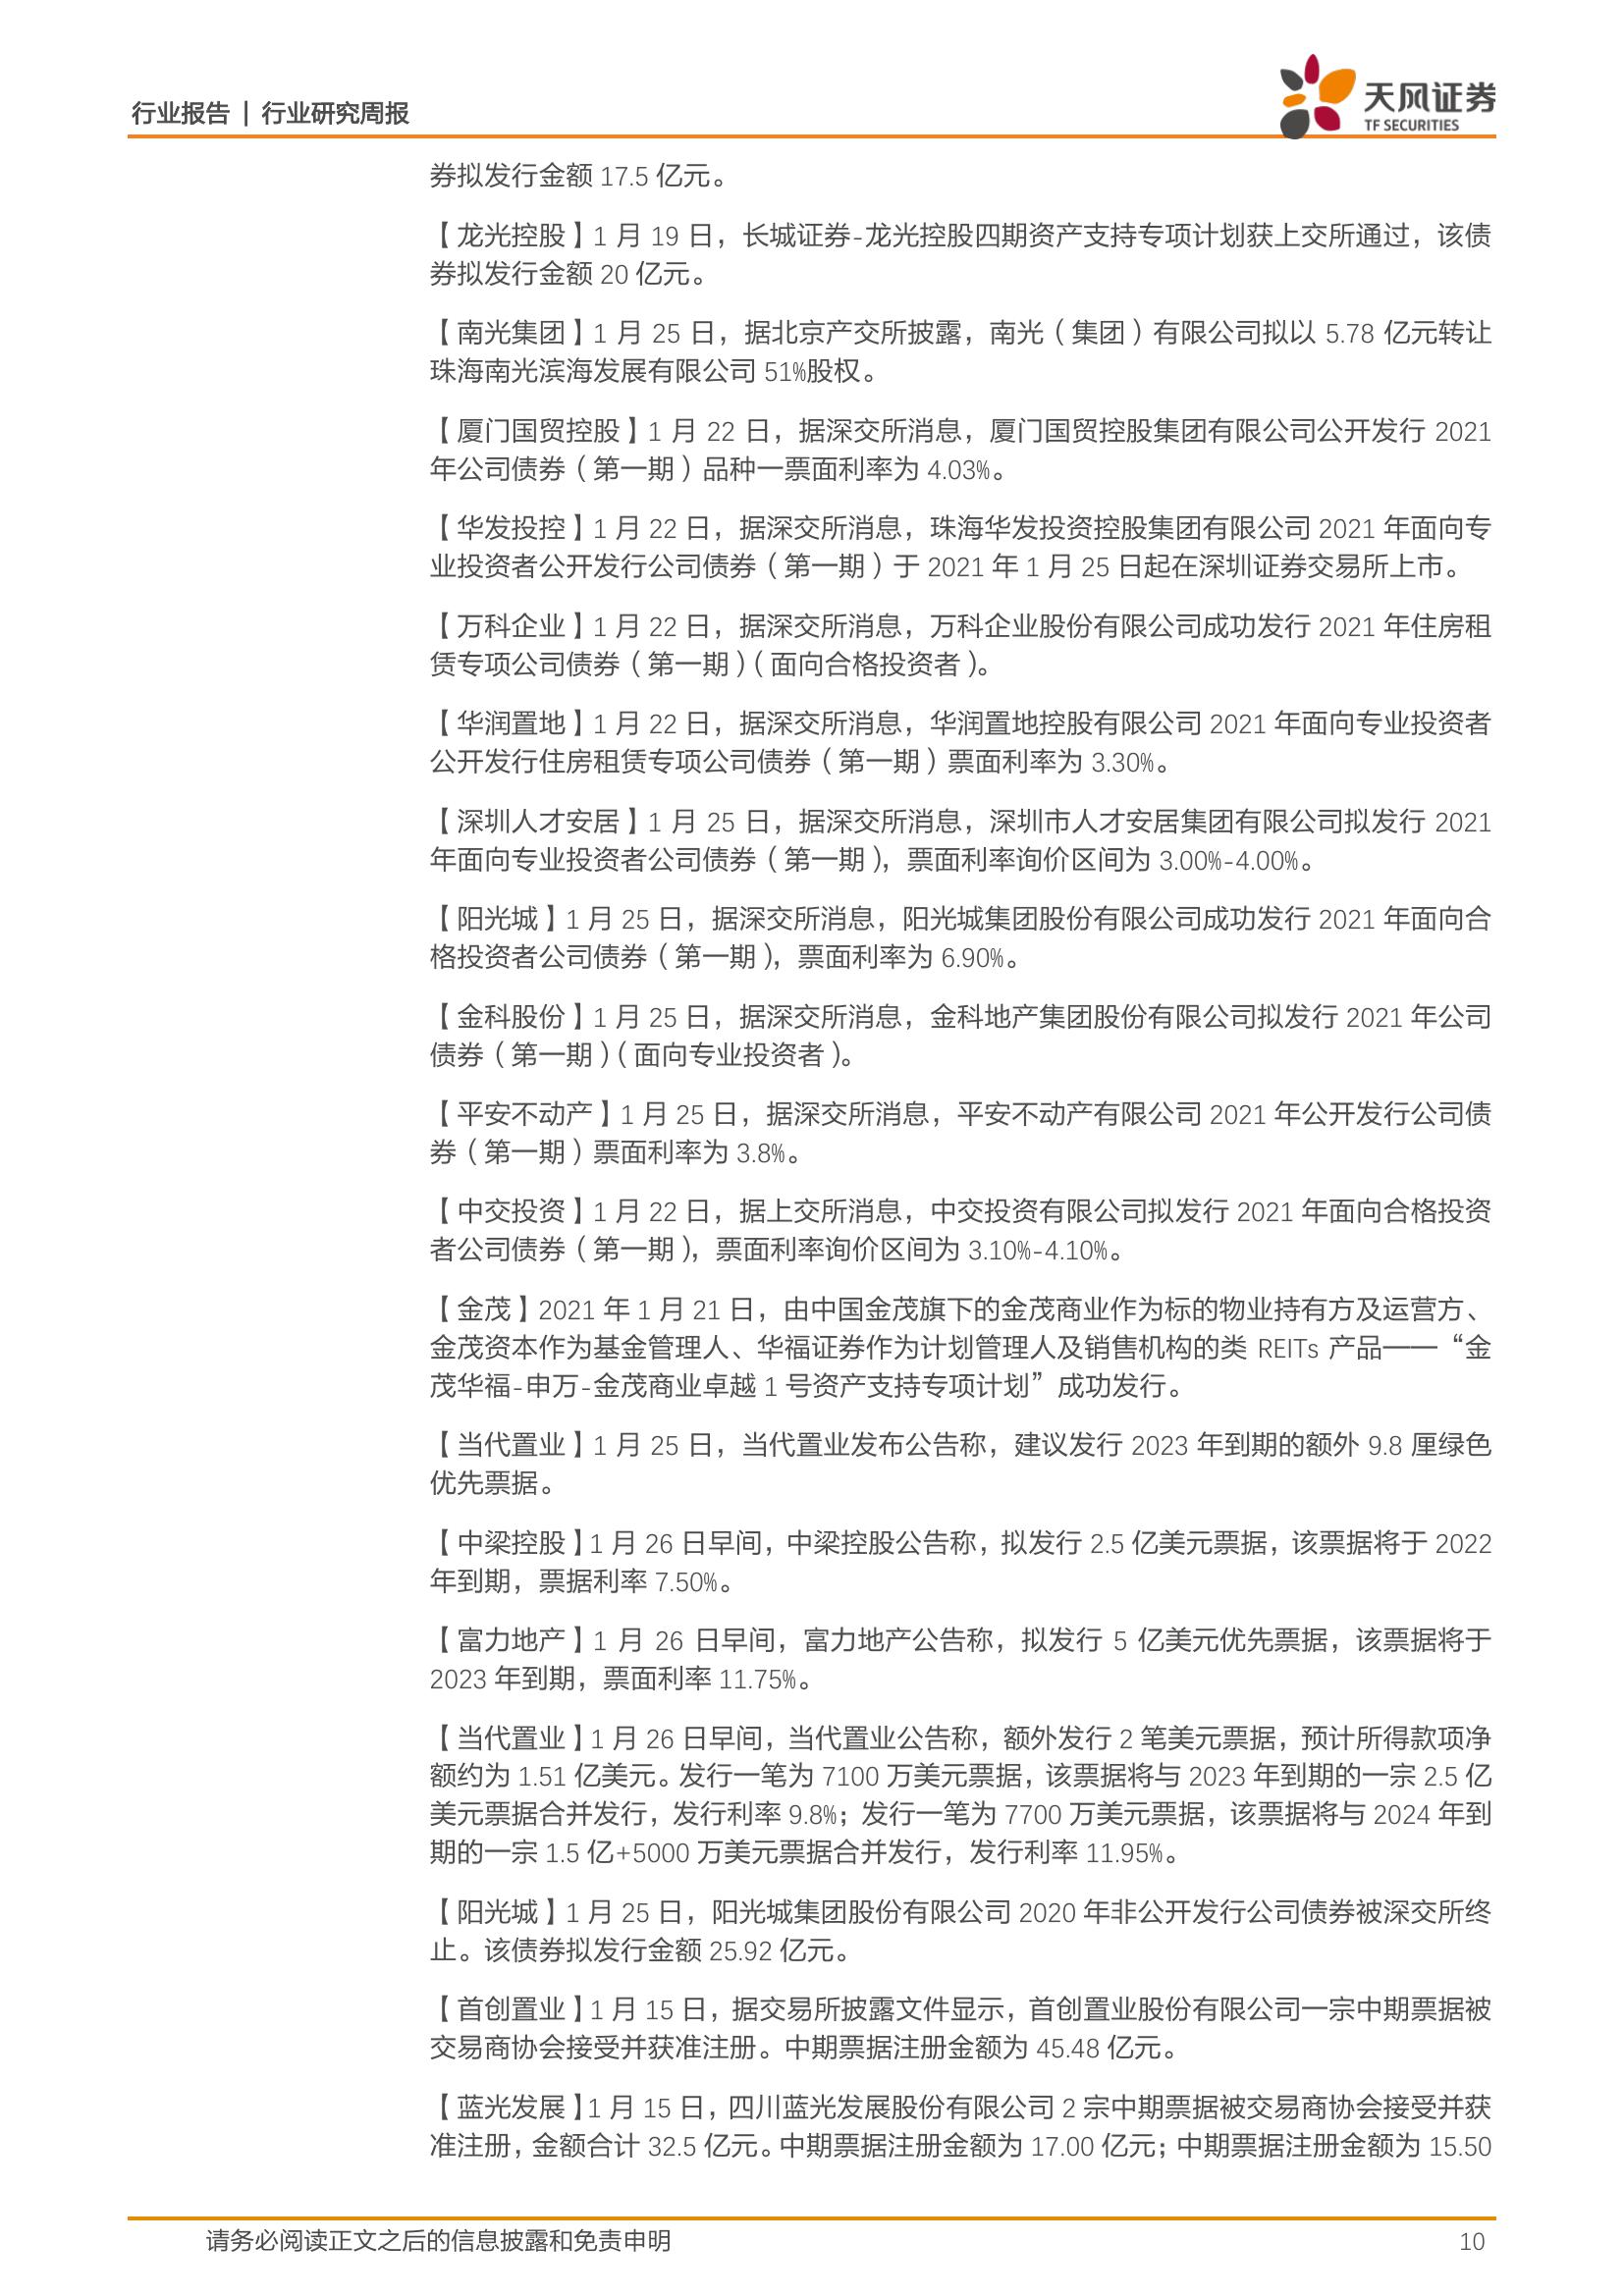 行业报告 | 行业研究周报
天风证券
TF SECURITIES
券拟发行金额 17.5 亿元。
【龙光控股】1 月 19 日，长城证券-龙光控股四期资产支持专项计划获上交所通过，该债
券拟发行金额 20 亿元。
【南光集团】1 月 25 日，据北京产交所披露，南光（集团）有限公司拟以 5.78 亿元转让
珠海南光滨海发展有限公司 51%股权。
【厦门国贸控股】1 月 22 日，据深交所消息，厦门国贸控股集团有限公司公开发行 2021
年公司债券（第一期）品种一票面利率为 4.03%。
【华发投控】1 月 22 日，据深交所消息，珠海华发投资控股集团有限公司 2021 年面向专
业投资者公开发行公司债券（第一期）于 2021 年 1 月 25 日起在深圳证券交易所上市。
【万科企业】1 月 22 日，据深交所消息，万科企业股份有限公司成功发行 2021 年住房租
赁专项公司债券（第一期）（面向合格投资者）。
【华润置地】1 月 22 日，据深交所消息，华润置地控股有限公司 2021 年面向专业投资者
公开发行住房租赁专项公司债券（第一期）票面利率为 3.30%。
【深圳人才安居】1 月 25 日，据深交所消息，深圳市人才安居集团有限公司拟发行 2021
年面向专业投资者公司债券（第一期），票面利率询价区间为 3.00%-4.00%。
【阳光城】1 月 25 日，据深交所消息，阳光城集团股份有限公司成功发行 2021 年面向合
格投资者公司债券（第一期），票面利率为 6.90%。
【金科股份】1 月 25 日，据深交所消息，金科地产集团股份有限公司拟发行 2021 年公司
债券（第一期）（面向专业投资者）。
【平安不动产】1 月 25 日，据深交所消息，平安不动产有限公司 2021 年公开发行公司债
券（第一期）票面利率为 3.8%。
【中交投资】1 月 22 日，据上交所消息，中交投资有限公司拟发行 2021 年面向合格投资
者公司债券（第一期），票面利率询价区间为 3.10%-4.10%。
【金茂】2021 年 1 月 21 日，由中国金茂旗下的金茂商业作为标的物业持有方及运营方、
金茂资本作为基金管理人、华福证券作为计划管理人及销售机构的类 REITs 产品——“金
茂华福-申万-金茂商业卓越 1 号资产支持专项计划”成功发行。
【当代置业】1 月 25 日，当代置业发布公告称，建议发行 2023 年到期的额外 9.8 厘绿色
优先票据。
【中梁控股】1 月 26 日早间，中梁控股公告称，拟发行 2.5 亿美元票据，该票据将于 2022
年到期，票据利率 7.50%。
【富力地产】1 月 26 日早间，富力地产公告称，拟发行 5 亿美元优先票据，该票据将于
2023 年到期，票面利率 11.75%。
【当代置业】1 月 26 日早间，当代置业公告称，额外发行 2 笔美元票据，预计所得款项净
额约为 1.51 亿美元。发行一笔为 7100 万美元票据，该票据将与 2023 年到期的一宗 2.5 亿
美元票据合并发行，发行利率 9.8%；发行一笔为 7700 万美元票据，该票据将与 2024 年到
期的一宗 1.5 亿+5000 万美元票据合并发行，发行利率 11.95%。
【阳光城】1 月 25 日，阳光城集团股份有限公司 2020 年非公开发行公司债券被深交所终
止。该债券拟发行金额 25.92 亿元。
【首创置业】1 月 15 日，据交易所披露文件显示，首创置业股份有限公司一宗中期票据被
交易商协会接受并获准注册。中期票据注册金额为 45.48 亿元。
【蓝光发展】1 月 15 日，四川蓝光发展股份有限公司 2 宗中期票据被交易商协会接受并获
准注册，金额合计 32.5 亿元。中期票据注册金额为 17.00 亿元；中期票据注册金额为 15.50
请务必阅读正文之后的信息披露和免责申明
10